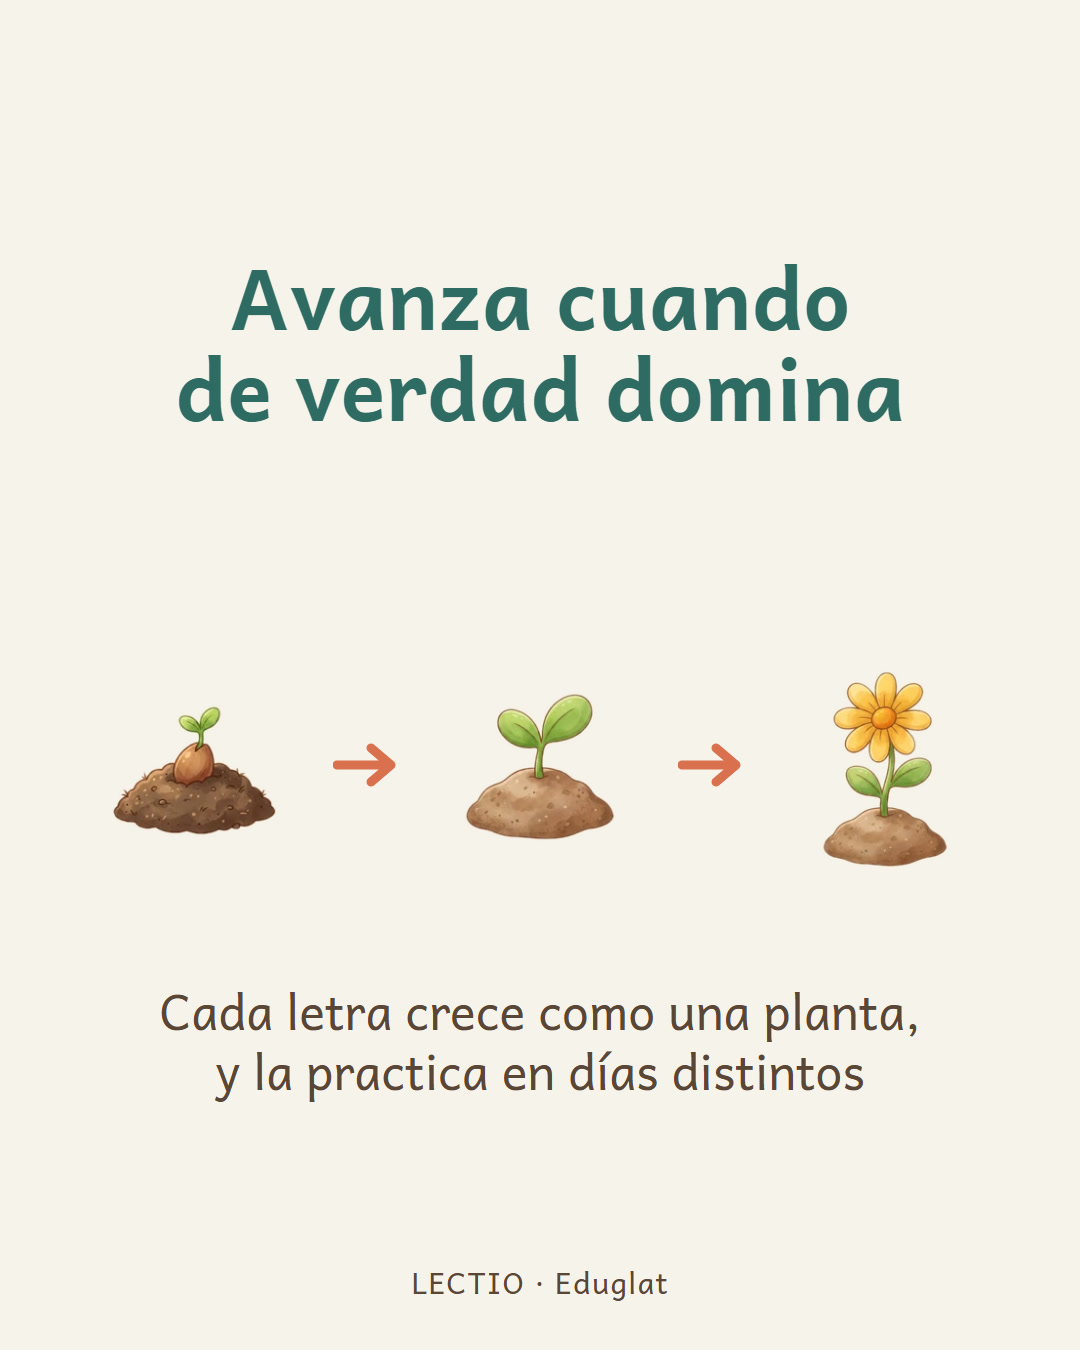 Avanza cuando
de verdad domina
Cada letra crece como una planta,
y la practica en días distintos
LECTIO · Eduglat